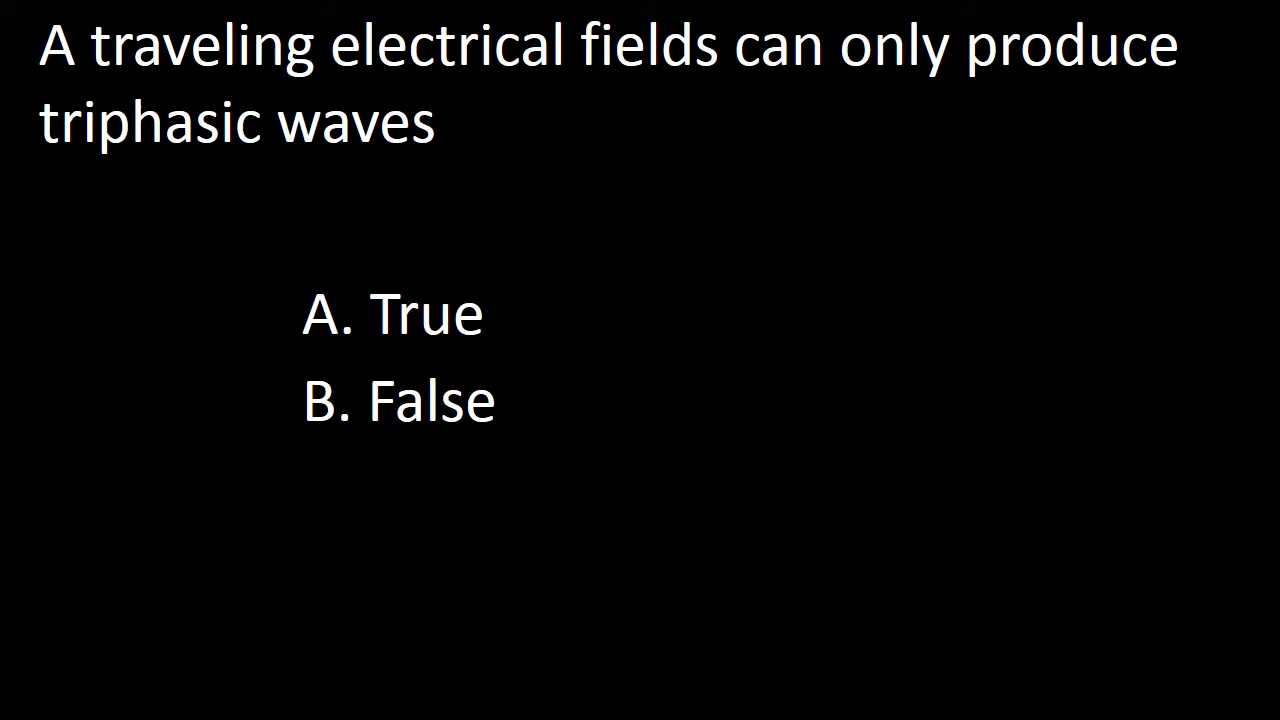 A traveling electrical fields can only produce
triphasic waves
A. True
B. False